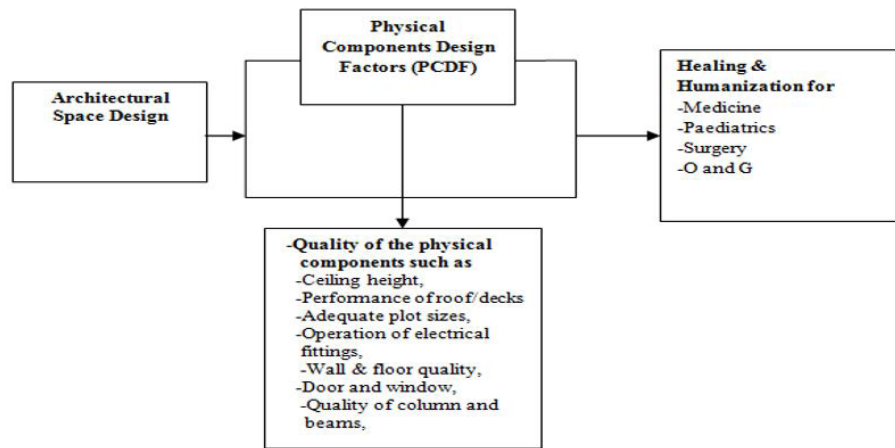 Physical
Components Design
Factors (PCDF)
Architectural
Space Design
Healing &
Humanization for
-Medicine
-Paediatrics
-Surgery
-O and G
-Quality of the physical
components such as
-Ceiling height,
-Performance of roof/decks
-Adequate plot sizes,
-Operation of electrical
fittings,
-Wall & floor quality,
-Door and window,
-Quality of column and
beams,